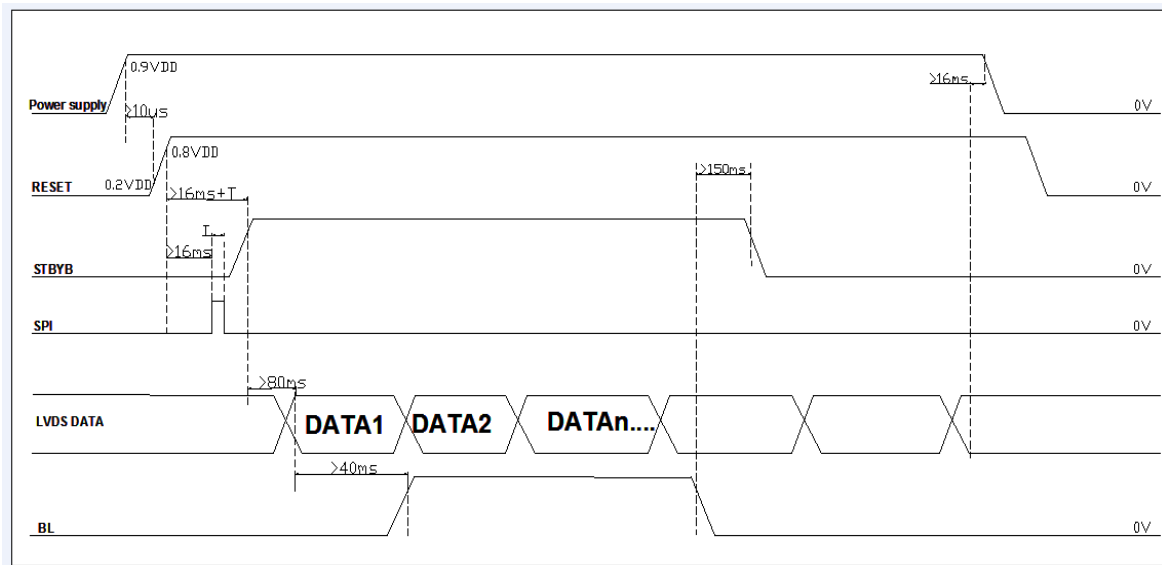 0.9VDD
>16ms
Power supply
>10us
0V
0.8VDD
>150ms
RESET
0.2VDD
>16ms+T
0V
T
>16ms
STBYB
0V
SPI
0V
>80ms
LVDS DATA
DATA1
DATA2
DATAn....
>40ms
BL
0V